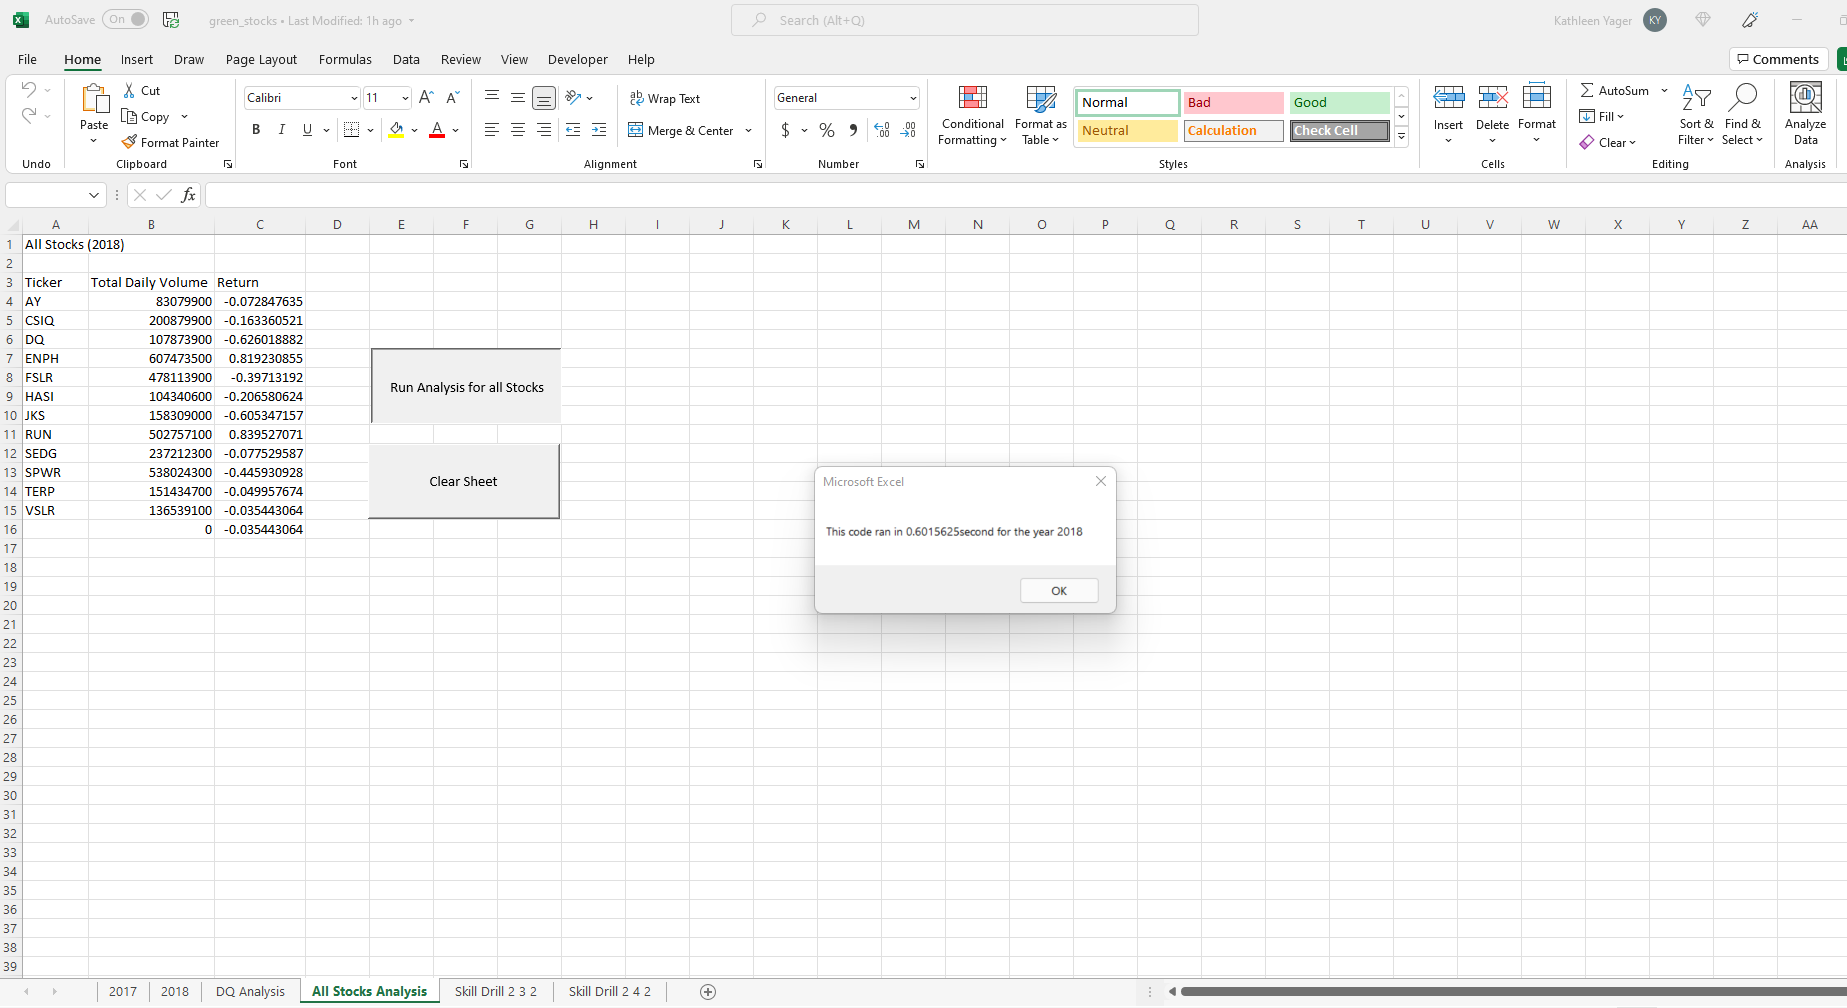 AutoSave On green_stocks • Last Modified: 1h ago Search (Alt+Q) Kathleen Yager KY
File Home Insert Draw Page Layout Formulas Data Review View Developer Help Comments
Cut
Copy
Format Painter
Paste
Undo
Clipboard
Calibri 11
B I U A
Font
Wrap Text
Merge & Center
Alignment
General
$ % 9
Number
Conditional Formatting
Format as Table
Normal Bad Good
Neutral Calculation Check Cell
Styles
Insert Delete Format
Cells
AutoSum
Fill
Clear
Sort & Filter
Find & Select
Editing
Analyze Data
Analysis
fx
A B C D E F G H I J K L M N O P Q R S T U V W X Y Z AA
1 All Stocks (2018)
2
3 Ticker Total Daily Volume Return
4 AY 83079900 -0.072847635
5 CSIQ 200879900 -0.163360521
6 DQ 107873900 -0.626018882
7 ENPH 607473500 0.819230855
8 FSLR 478113900 -0.39713192
9 HASI 104340600 -0.206580624
10 JKS 158309000 -0.605347157
11 RUN 502757100 0.839527071
12 SEDG 237212300 -0.077529587
13 SPWR 538024300 -0.445930928
14 TERP 151434700 -0.049957674
15 VSLR 136539100 -0.035443064
16 0 -0.035443064
17
18
19
20
21
22
23
24
25
26
27
28
29
30
31
32
33
34
35
36
37
38
39
Run Analysis for all Stocks
Clear Sheet
Microsoft Excel
This code ran in 0.6015625second for the year 2018
OK
2017 2018 DQ Analysis All Stocks Analysis Skill Drill 2 3 2 Skill Drill 2 4 2